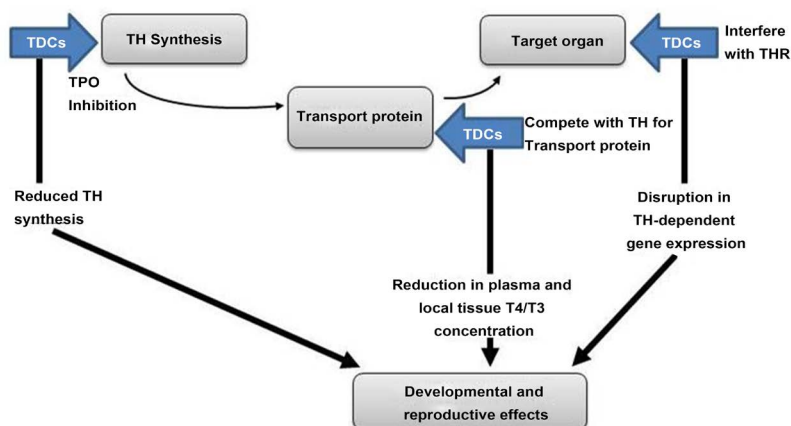 TDCs
TH Synthesis
TPO
Inhibition
Transport protein
Target organ
TDCs
Interfere
with THR
TDCs
Compete with TH for
Transport protein
Reduced TH
synthesis
Reduction in plasma and
local tissue T4/T3
concentration
Disruption in
TH-dependent
gene expression
Developmental and
reproductive effects